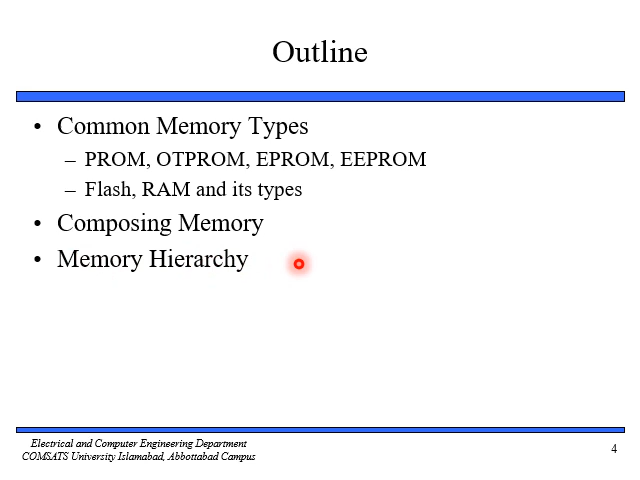 Outline
• Common Memory Types
– PROM, OTPROM, EPROM, EEPROM
– Flash, RAM and its types
• Composing Memory
• Memory Hierarchy
Electrical and Computer Engineering Department
COMSATS University Islamabad, Abbottabad Campus
4